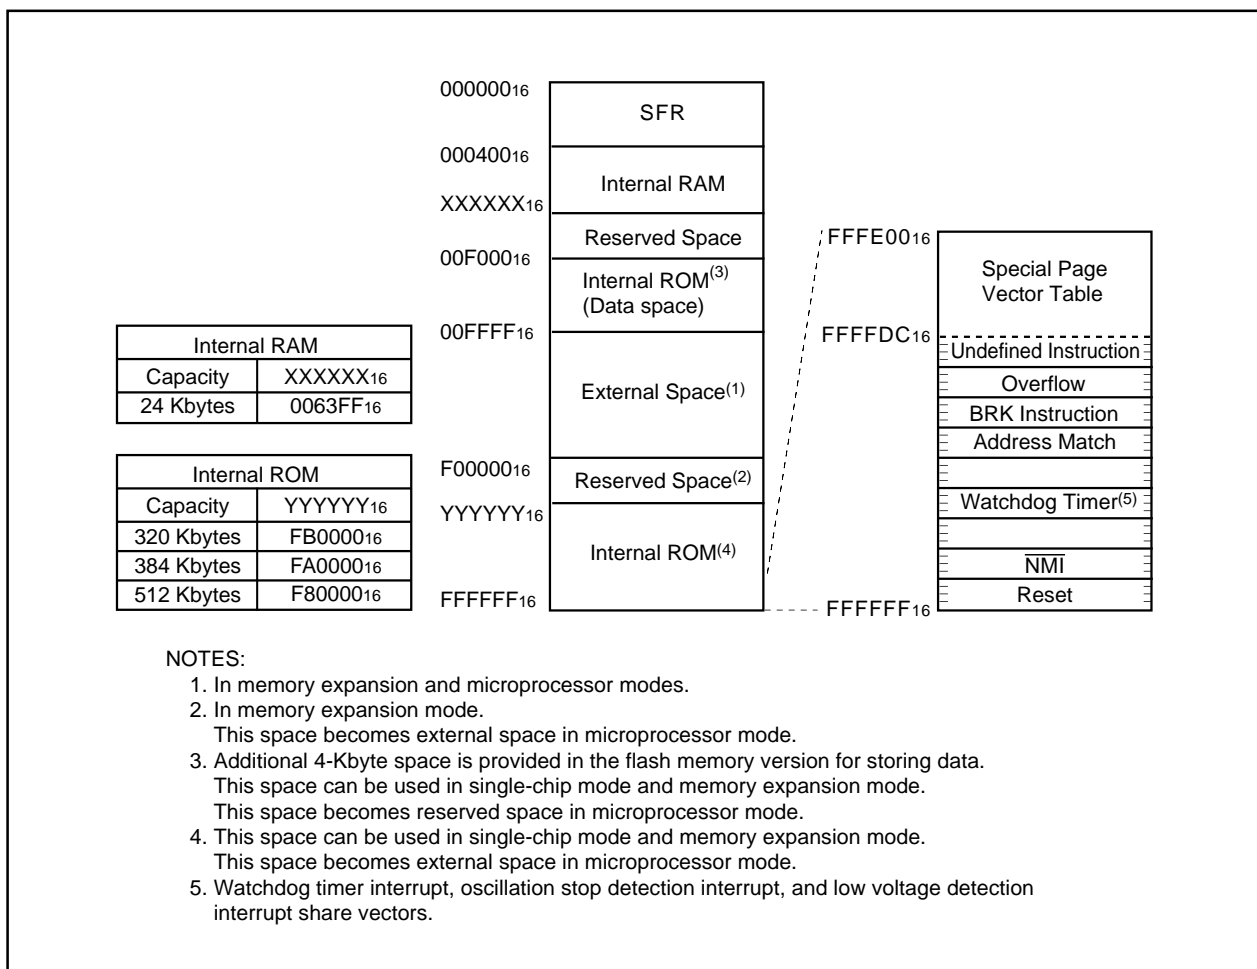 000000₁₆
SFR
000400₁₆
Internal RAM
XXXXXX₁₆
Reserved Space
00F000₁₆
Internal ROM(3)
(Data space)
00FFFF₁₆
External Space(1)
F00000₁₆
Reserved Space(2)
YYYYYY₁₆
Internal ROM(4)
FFFFFF₁₆
FFFE00₁₆
Special Page
Vector Table
FFFFDC₁₆
Undefined Instruction
Overflow
BRK Instruction
Address Match
Watchdog Timer(5)
NMI
Reset
FFFFFF₁₆
Internal RAM
Capacity XXXXXX₁₆
24 Kbytes 0063FF₁₆
Internal ROM
Capacity YYYYYY₁₆
320 Kbytes FB0000₁₆
384 Kbytes FA0000₁₆
512 Kbytes F80000₁₆
NOTES:
1. In memory expansion and microprocessor modes.
2. In memory expansion mode.
This space becomes external space in microprocessor mode.
3. Additional 4-Kbyte space is provided in the flash memory version for storing data.
This space can be used in single-chip mode and memory expansion mode.
This space becomes reserved space in microprocessor mode.
4. This space can be used in single-chip mode and memory expansion mode.
This space becomes external space in microprocessor mode.
5. Watchdog timer interrupt, oscillation stop detection interrupt, and low voltage detection
interrupt share vectors.